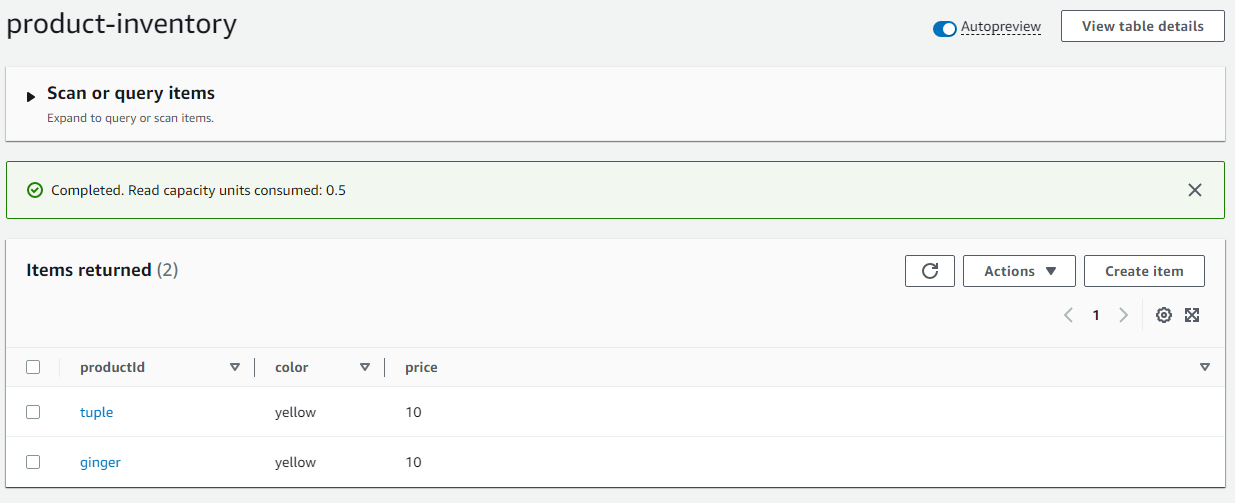 product-inventory
Autopreview
View table details
Scan or query items
Expand to query or scan items.
Completed. Read capacity units consumed: 0.5
Items returned (2)
Actions
Create item
1
productId color price
tuple yellow 10
ginger yellow 10